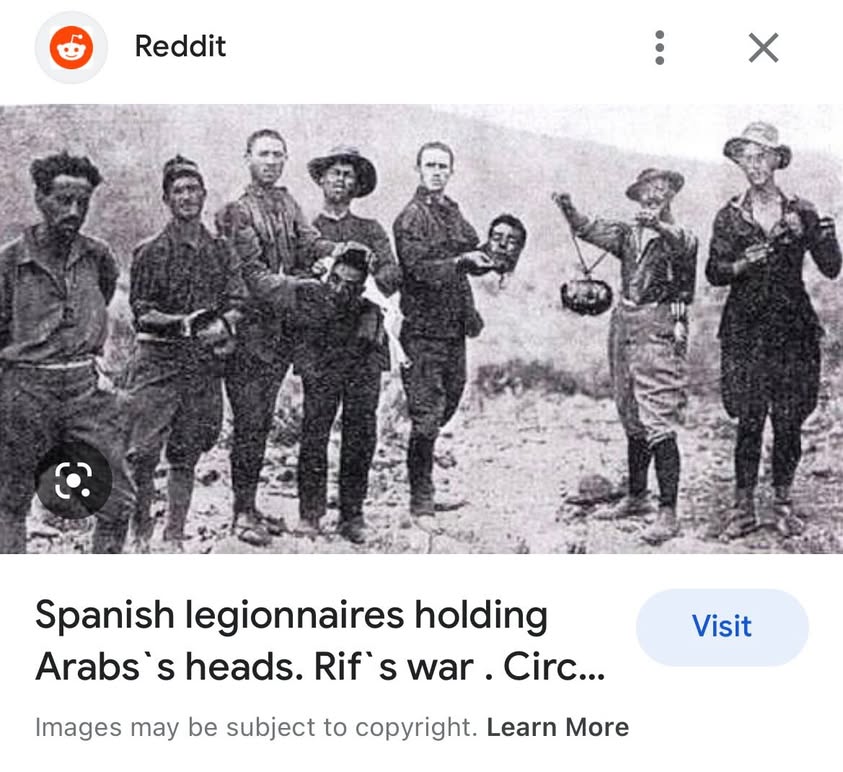 Reddit
Spanish legionnaires holding
Arabs`s heads. Rif`s war . Circ...
Visit
Images may be subject to copyright. Learn More